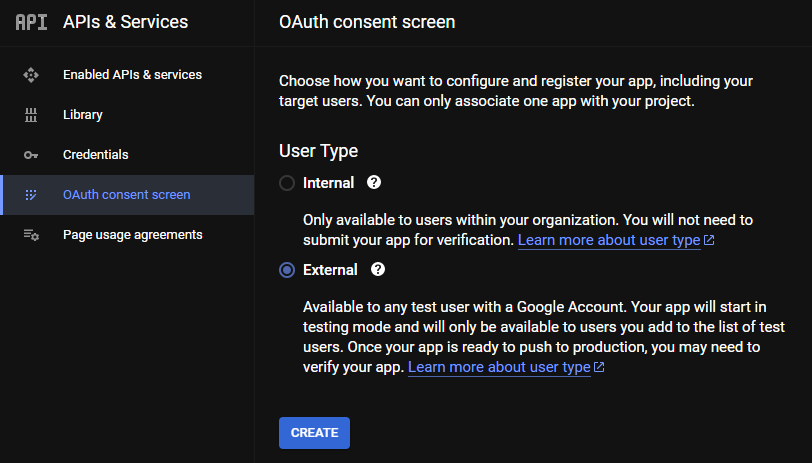 API APIs & Services
OAuth consent screen
Enabled APIs & services
Library
Credentials
OAuth consent screen
Page usage agreements
Choose how you want to configure and register your app, including your
target users. You can only associate one app with your project.
User Type
Internal ?
Only available to users within your organization. You will not need to
submit your app for verification. Learn more about user type
External ?
Available to any test user with a Google Account. Your app will start in
testing mode and will only be available to users you add to the list of test
users. Once your app is ready to push to production, you may need to
verify your app. Learn more about user type
CREATE